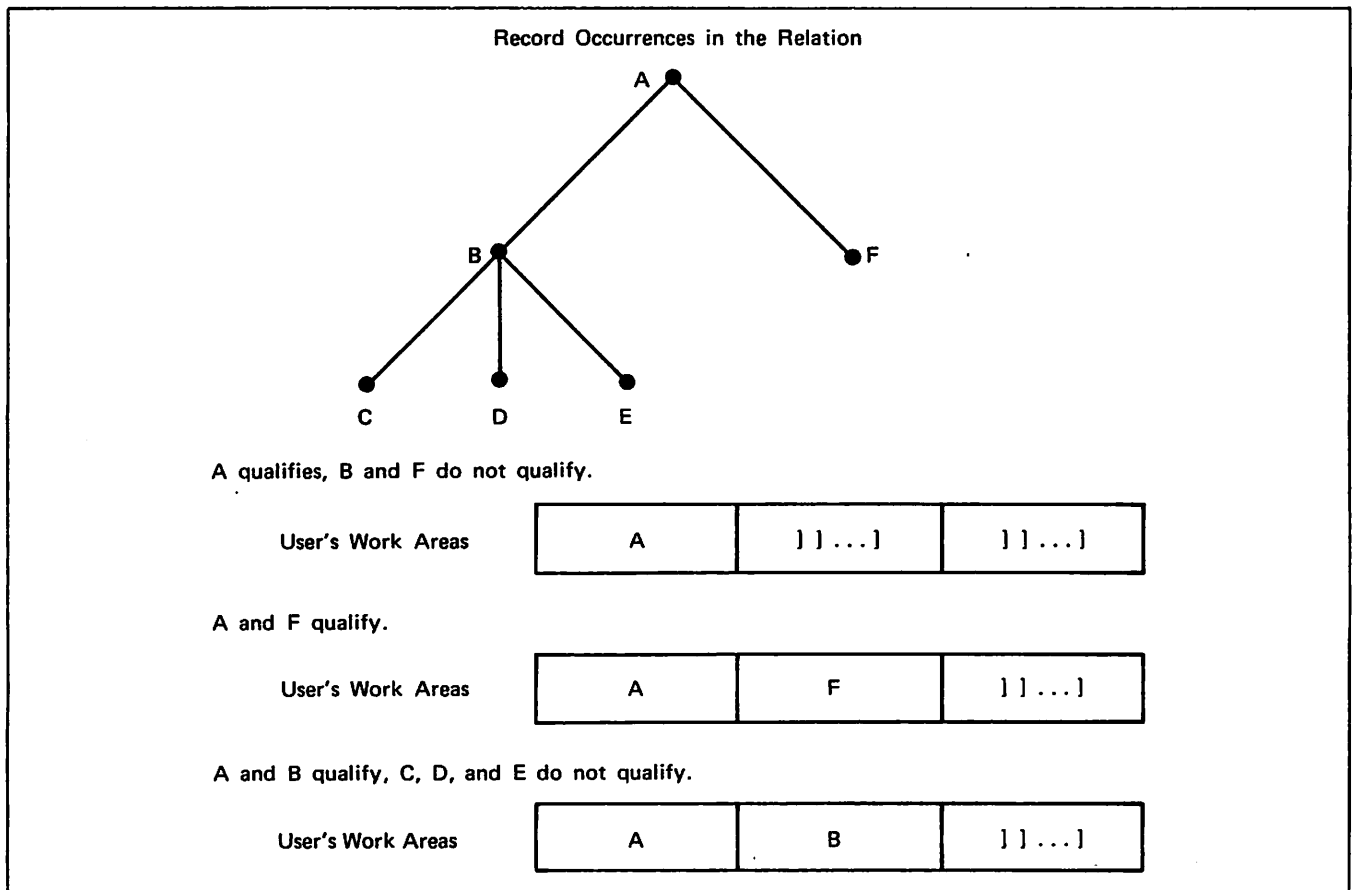 Record Occurrences in the Relation
A
B
F
C D E
A qualifies, B and F do not qualify.
User's Work Areas A ]]...] ]]...]
A and F qualify.
User's Work Areas A F ]]...]
A and B qualify, C, D, and E do not qualify.
User's Work Areas A B ]]...]